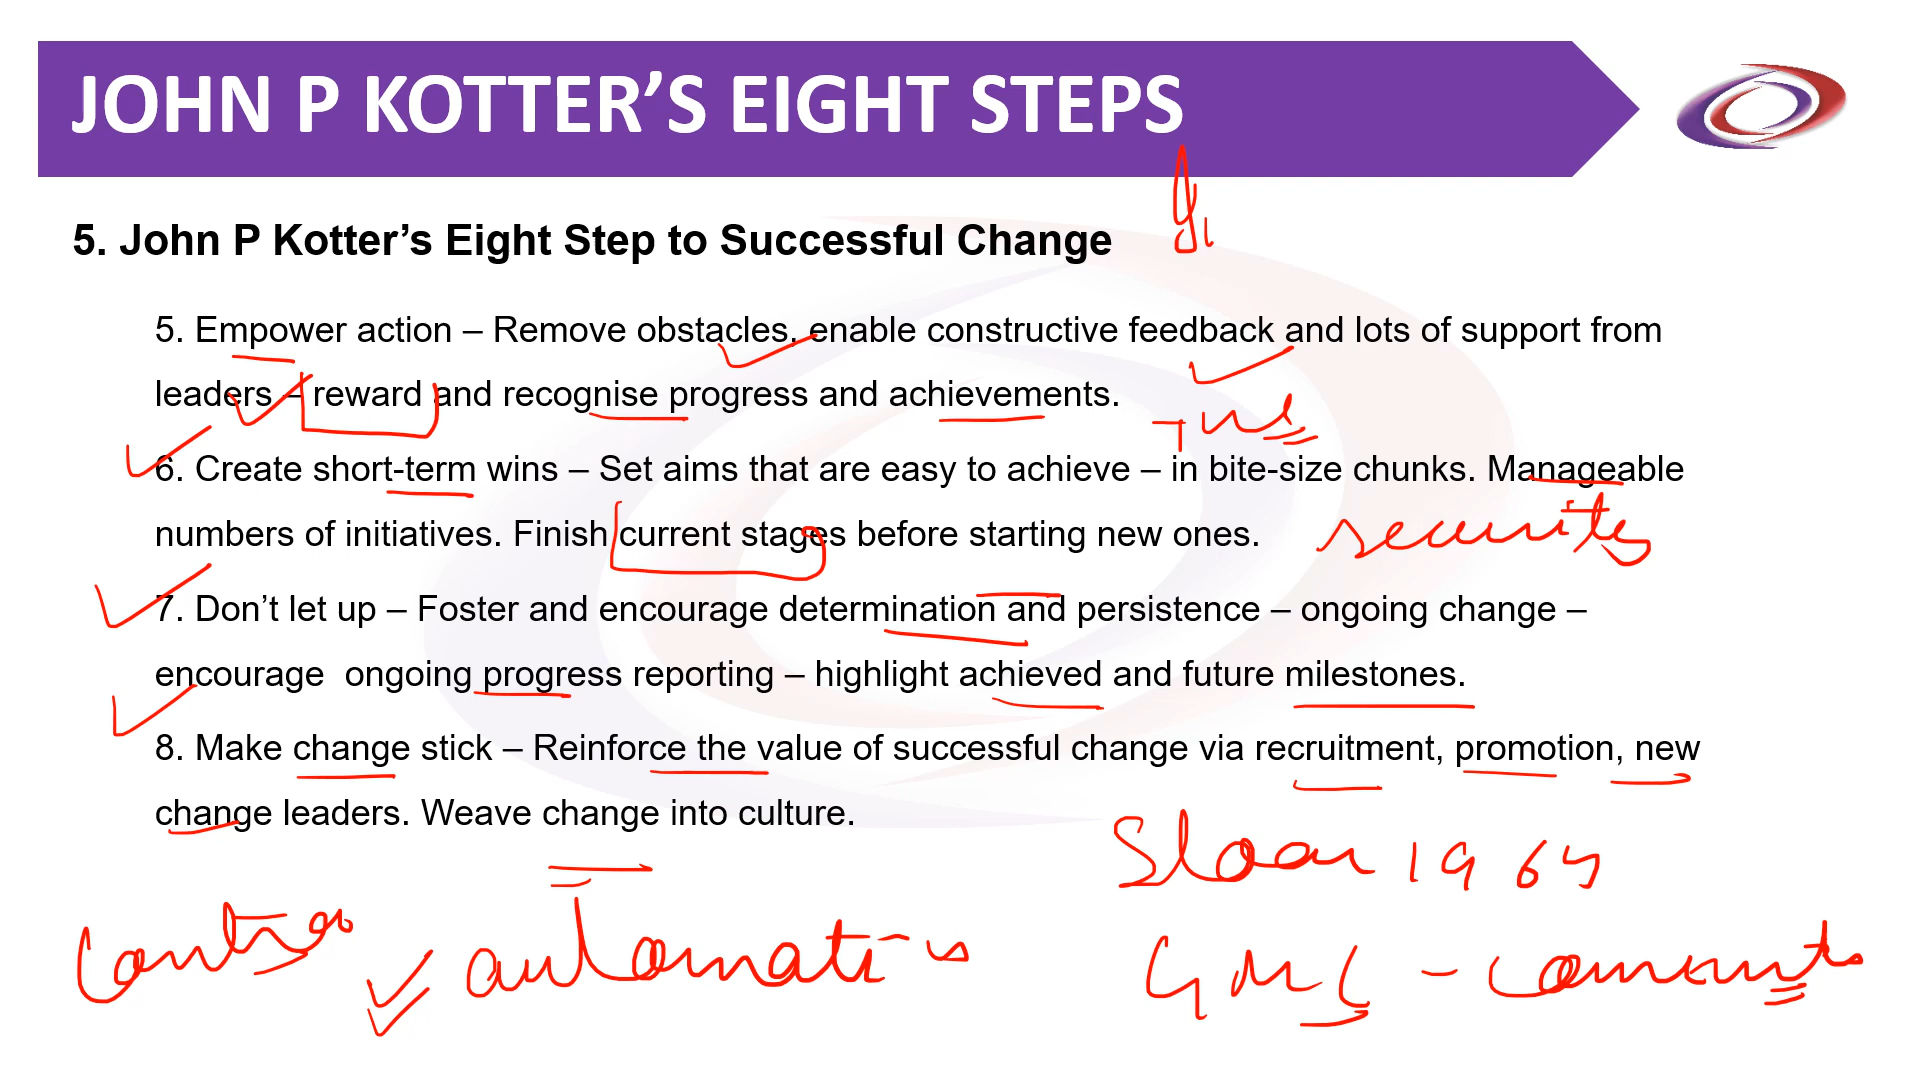 JOHN P KOTTER’S EIGHT STEPS
5. John P Kotter’s Eight Step to Successful Change
5. Empower action – Remove obstacles, enable constructive feedback and lots of support from
leaders – reward and recognise progress and achievements.
6. Create short-term wins – Set aims that are easy to achieve – in bite-size chunks. Manageable
numbers of initiatives. Finish current stages before starting new ones.
security
7. Don’t let up – Foster and encourage determination and persistence – ongoing change –
encourage  ongoing progress reporting – highlight achieved and future milestones.
8. Make change stick – Reinforce the value of successful change via recruitment, promotion, new
change leaders. Weave change into culture.
Sloan 1964